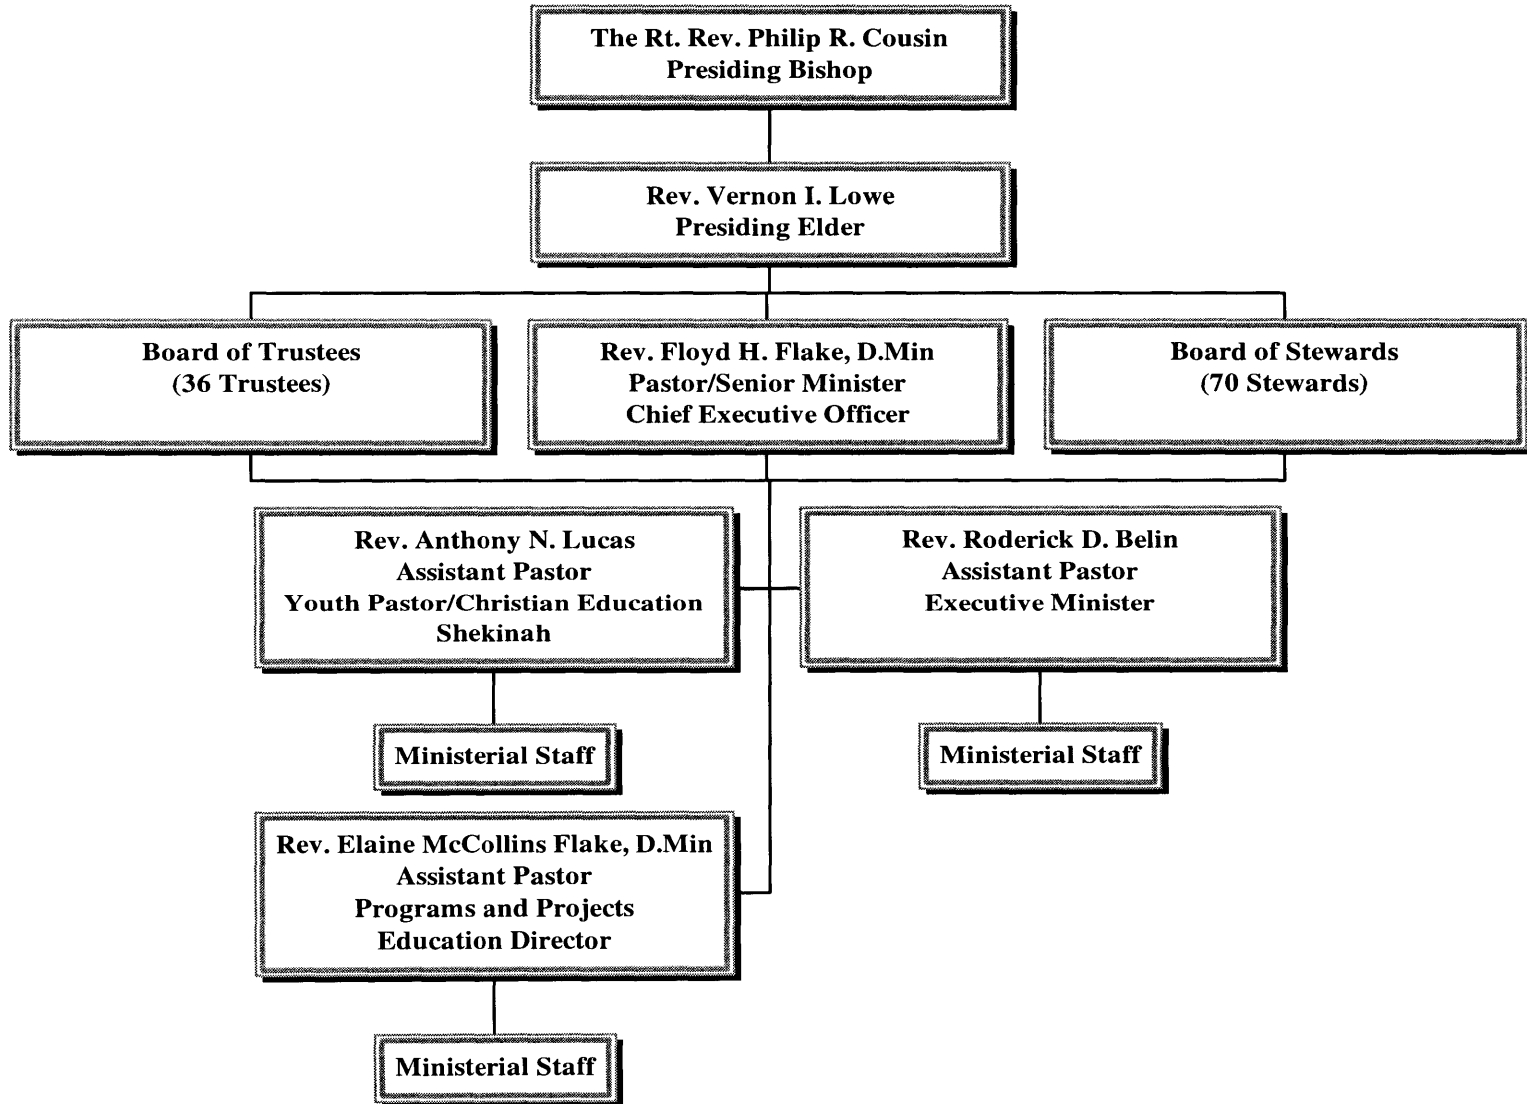 The Rt. Rev. Philip R. Cousin
Presiding Bishop
Rev. Vernon I. Lowe
Presiding Elder
Board of Trustees
(36 Trustees)
Rev. Floyd H. Flake, D.Min
Pastor/Senior Minister
Chief Executive Officer
Board of Stewards
(70 Stewards)
Rev. Anthony N. Lucas
Assistant Pastor
Youth Pastor/Christian Education
Shekinah
Rev. Roderick D. Belin
Assistant Pastor
Executive Minister
Ministerial Staff
Ministerial Staff
Rev. Elaine McCollins Flake, D.Min
Assistant Pastor
Programs and Projects
Education Director
Ministerial Staff